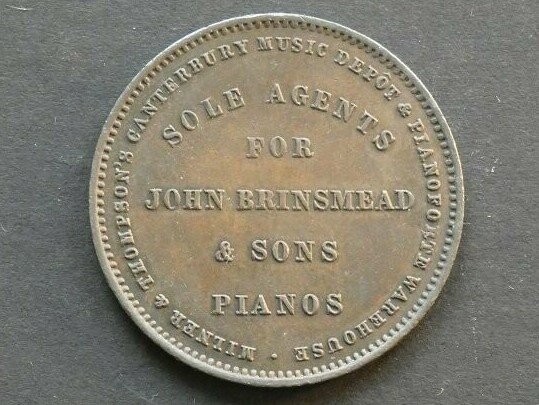 MILNER & THOMPSON'S CANTERBURY MUSIC DEPÔT & PIANOFORTE WAREHOUSE
SOLE AGENTS
FOR
JOHN BRINSMEAD
& SONS
PIANOS